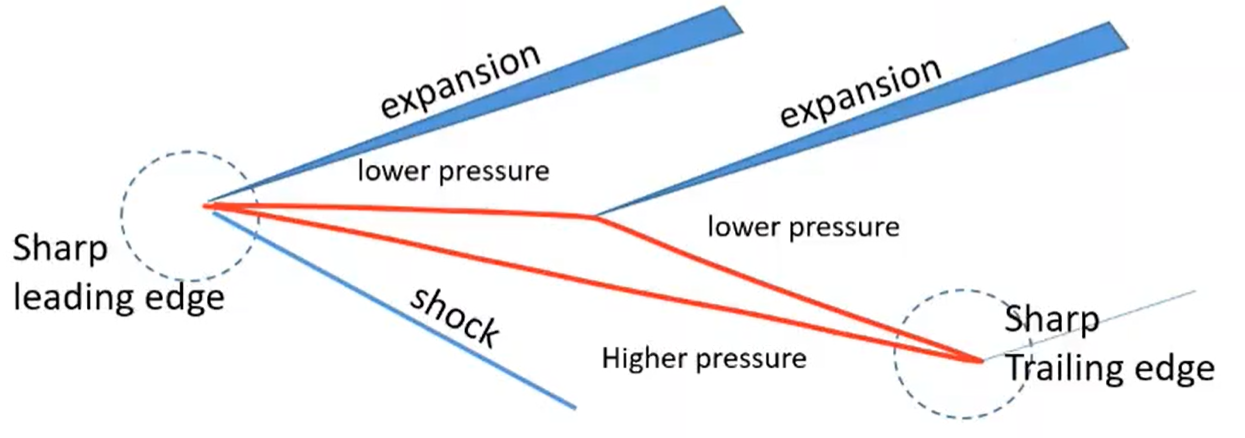 expansion
expansion
lower pressure
lower pressure
Sharp
leading edge
shock
Higher pressure
Sharp
Trailing edge